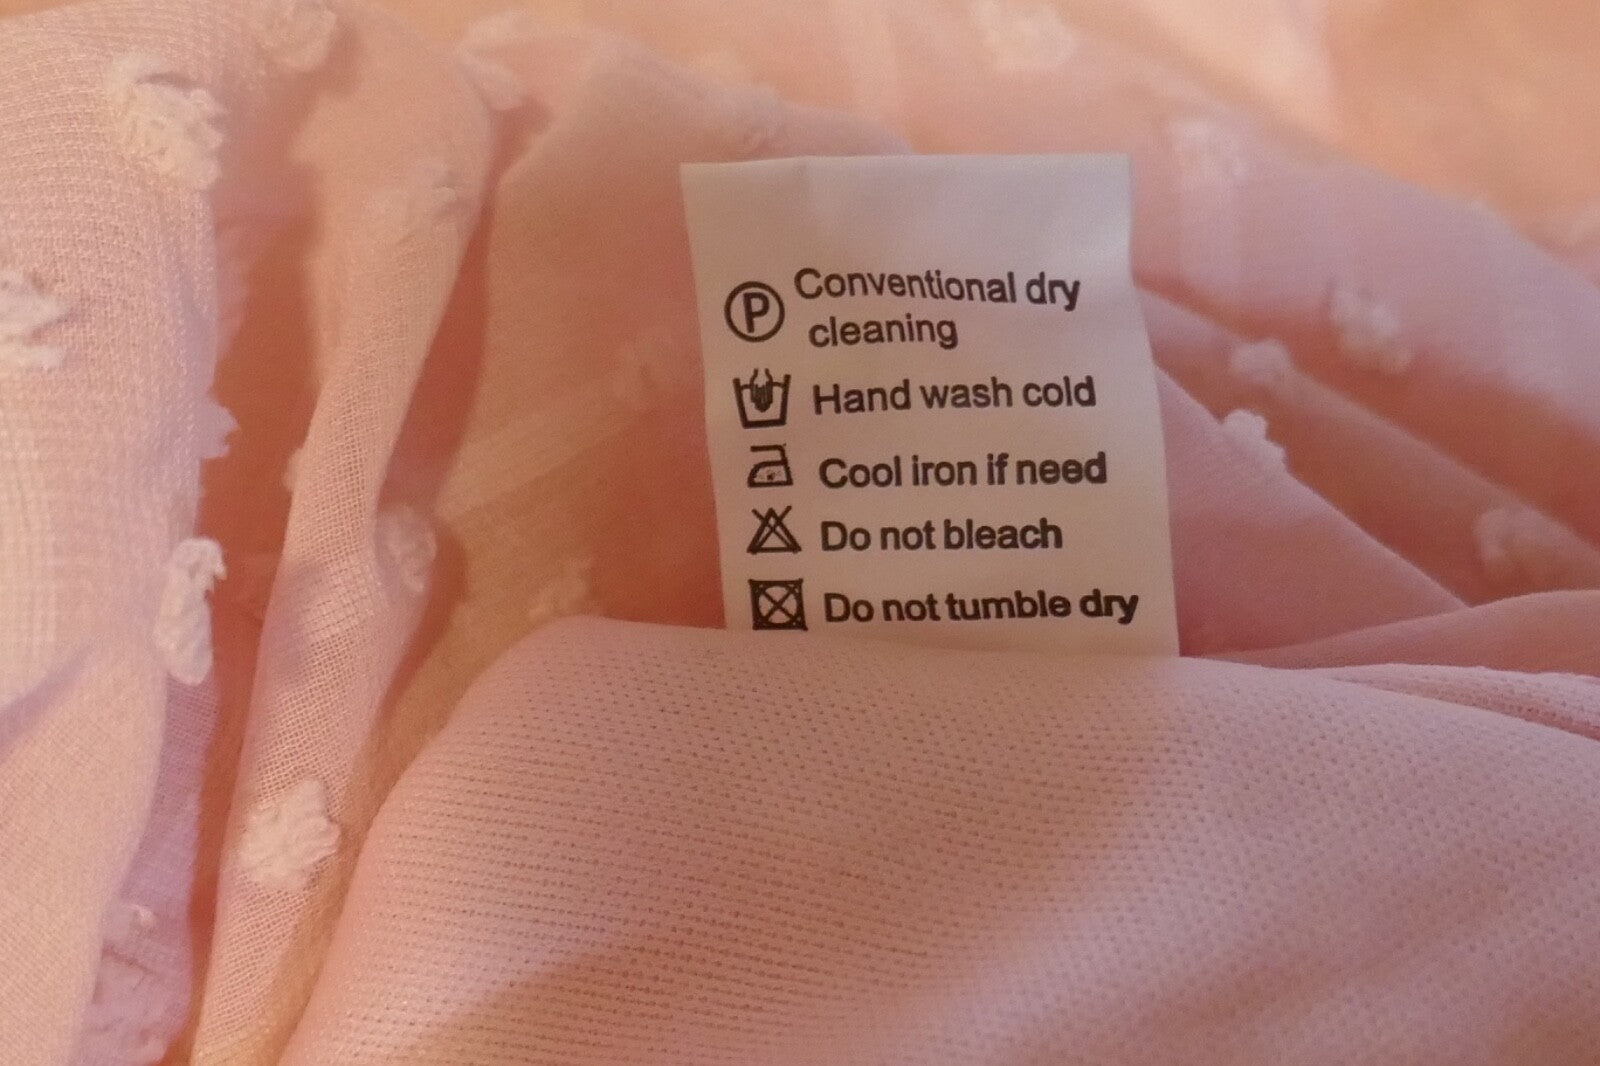 P Conventional dry
cleaning
Hand wash cold
Cool iron if need
Do not bleach
Do not tumble dry